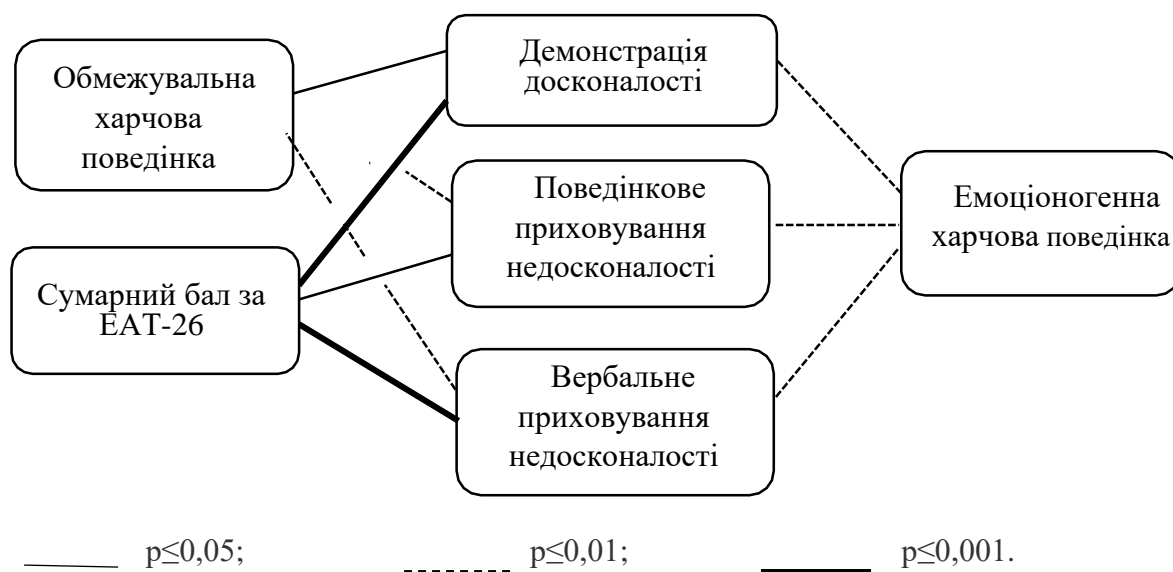 Обмежувальна
харчова
поведінка
Сумарний бал за
ЕАТ-26
Демонстрація
досконалості
Поведінкове
приховування
недосконалості
Вербальне
приховування
недосконалості
Емоціоногенна
харчова поведінка
p≤0,05;
p≤0,01;
p≤0,001.